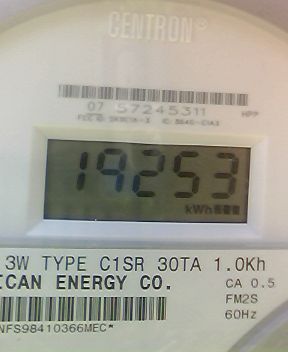 CENTRON®
07 57245311 HPP
19253
kWh
3W TYPE C1SR 30TA 1.0Kh
ICAN ENERGY CO.
CA 0.5
FM2S
60Hz
NFS98410366MEC*